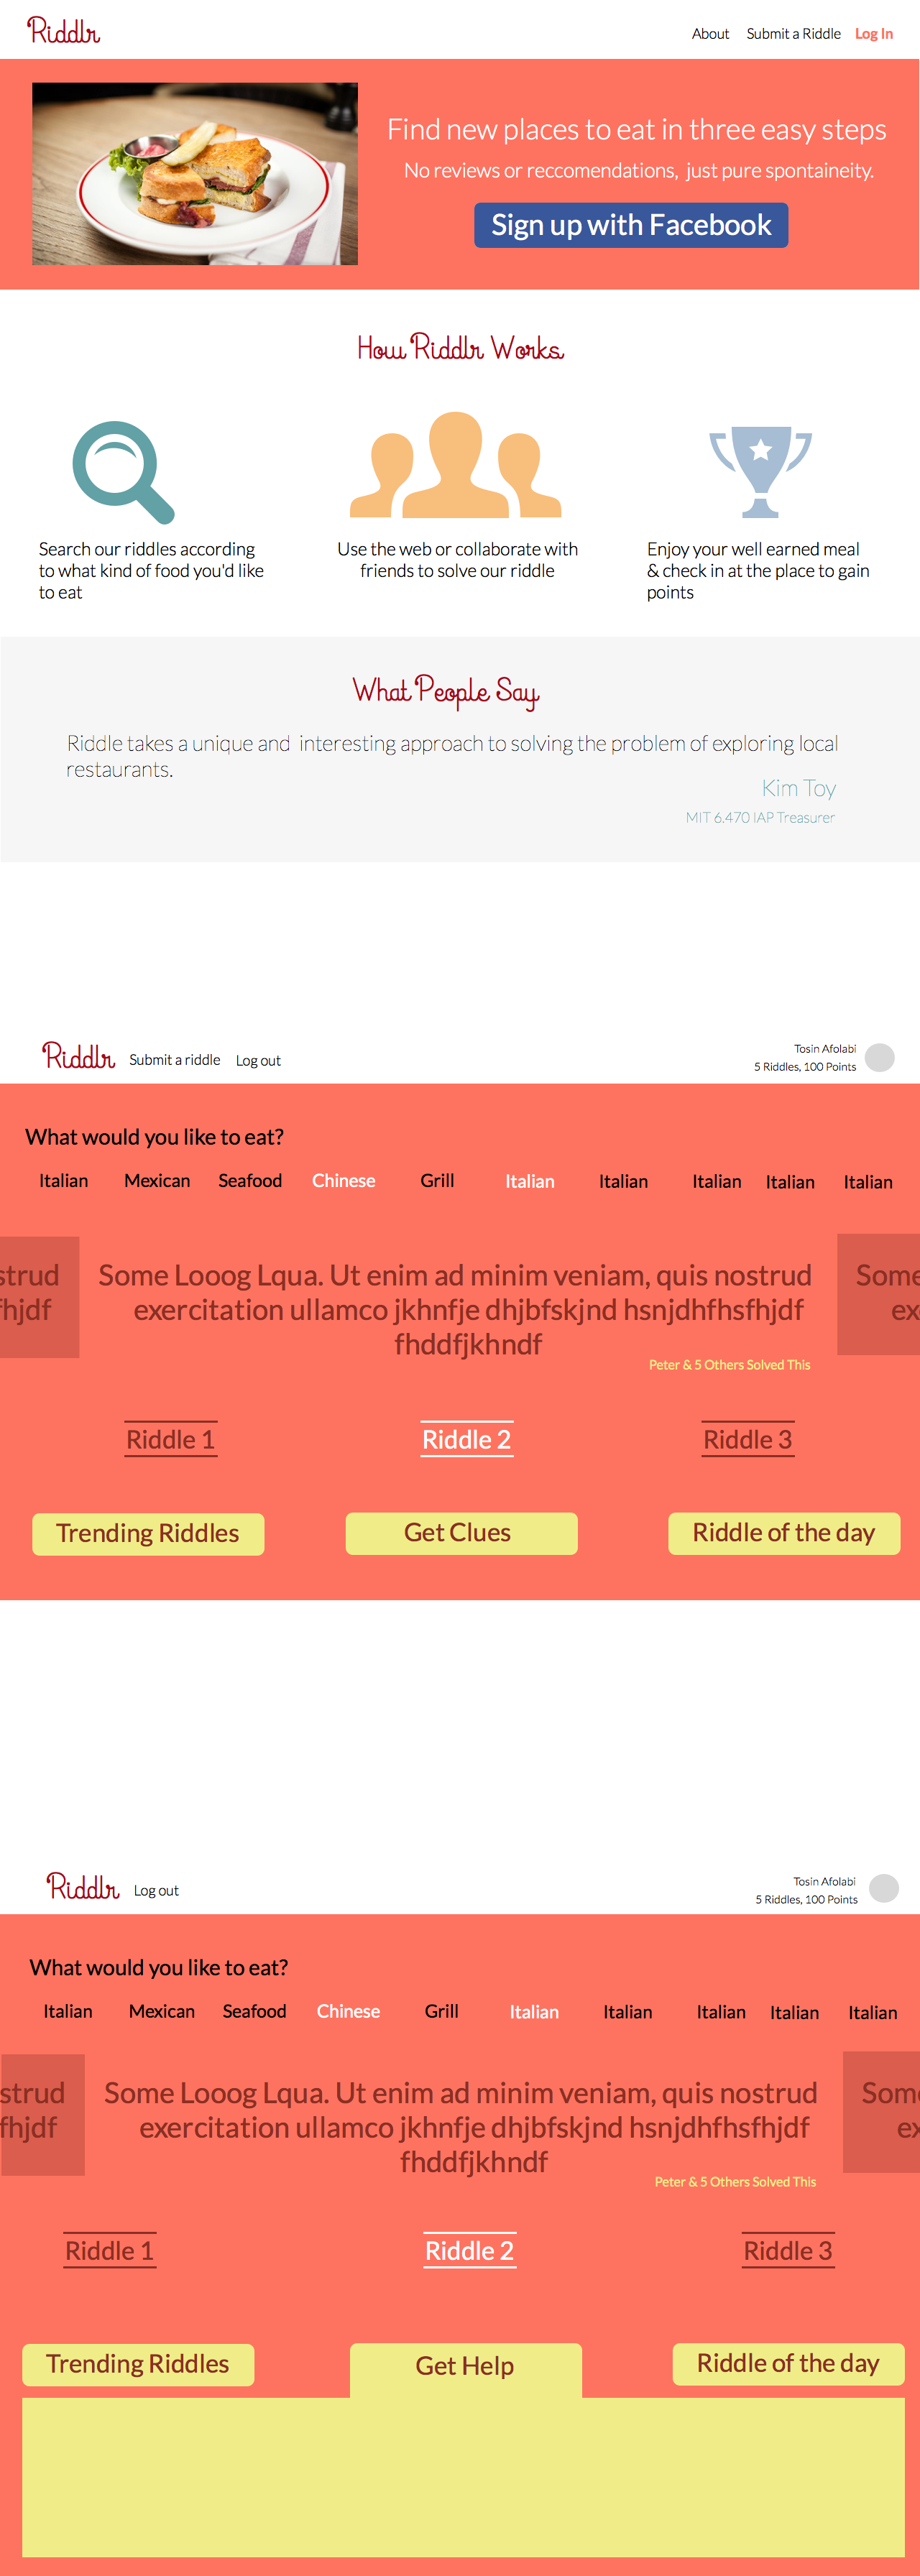 Riddlr
About Submit a Riddle Log In
Find new places to eat in three easy steps
No reviews or reccomendations, just pure spontaineity.
Sign up with Facebook
How Riddlr Works
Search our riddles according
to what kind of food you'd like
to eat
Use the web or collaborate with
friends to solve our riddle
Enjoy your well earned meal
& check in at the place to gain
points
What People Say
Riddle takes a unique and interesting approach to solving the problem of exploring local
restaurants.
Kim Toy
MIT 6.470 IAP Treasurer
Riddlr Submit a riddle Log out
Tosin Afolabi
5 Riddles, 100 Points
What would you like to eat?
Italian Mexican Seafood Chinese Grill Italian Italian Italian Italian Italian
strud
fhjdf
Some Looog Lqua. Ut enim ad minim veniam, quis nostrud
exercitation ullamco jkhnfje dhjbfskjnd hsnjdhfhsfhjdf
fhddfjkhndf
Some
ex
Peter & 5 Others Solved This
Riddle 1 Riddle 2 Riddle 3
Trending Riddles Get Clues Riddle of the day
Riddlr Log out
Tosin Afolabi
5 Riddles, 100 Points
What would you like to eat?
Italian Mexican Seafood Chinese Grill Italian Italian Italian Italian Italian
strud
fhjdf
Some Looog Lqua. Ut enim ad minim veniam, quis nostrud
exercitation ullamco jkhnfje dhjbfskjnd hsnjdhfhsfhjdf
fhddfjkhndf
Som
ex
Peter & 5 Others Solved This
Riddle 1 Riddle 2 Riddle 3
Trending Riddles Get Help Riddle of the day